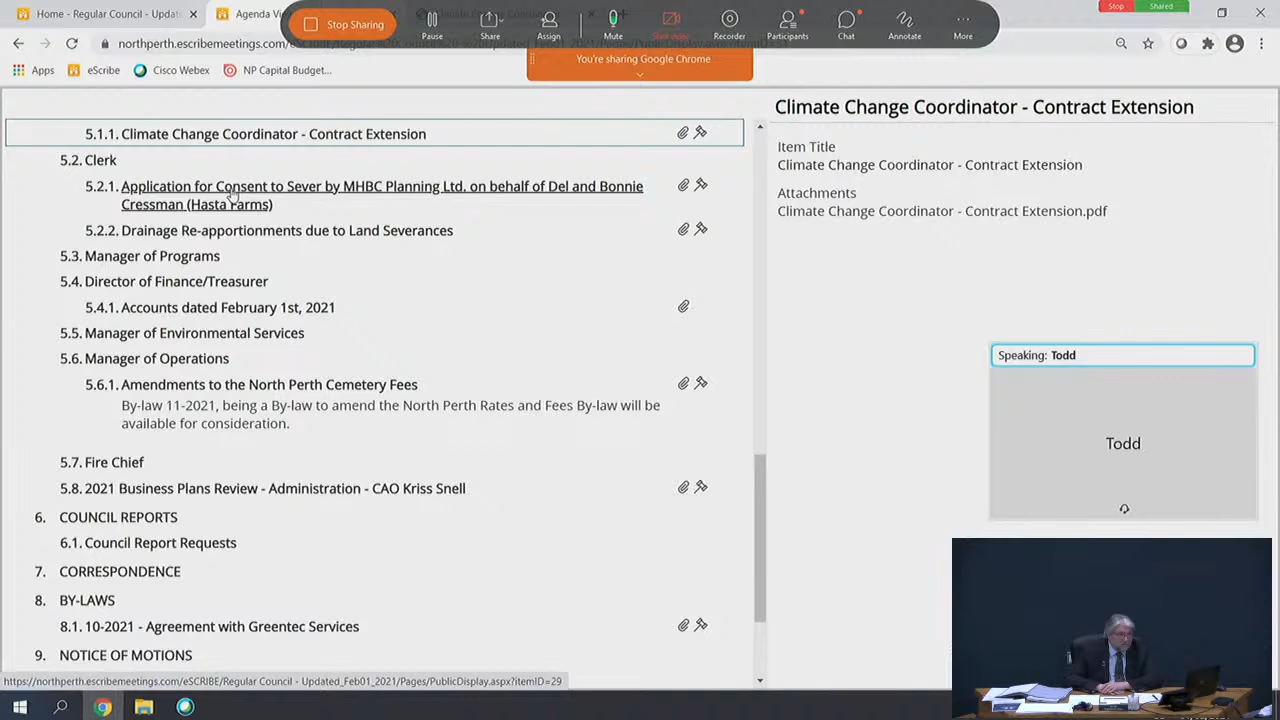 Home - Regular Council - Updat
Agenda Vi
Stop Sharing
Pause
Share
Assign
Mute
Recorder
Participants
Chat
Annotate
More
Stop
Shared
northperth.escribemeetings.com
You're sharing Google Chrome
Apps
eScribe
Cisco Webex
NP Capital Budget...
5.1.1. Climate Change Coordinator - Contract Extension
5.2. Clerk
5.2.1. Application for Consent to Sever by MHBC Planning Ltd. on behalf of Del and Bonnie
Cressman (Hasta Farms)
5.2.2. Drainage Re-apportionments due to Land Severances
5.3. Manager of Programs
5.4. Director of Finance/Treasurer
5.4.1. Accounts dated February 1st, 2021
5.5. Manager of Environmental Services
5.6. Manager of Operations
5.6.1. Amendments to the North Perth Cemetery Fees
By-law 11-2021, being a By-law to amend the North Perth Rates and Fees By-law will be
available for consideration.
5.7. Fire Chief
5.8. 2021 Business Plans Review - Administration - CAO Kriss Snell
6. COUNCIL REPORTS
6.1. Council Report Requests
7. CORRESPONDENCE
8. BY-LAWS
8.1. 10-2021 - Agreement with Greentec Services
9. NOTICE OF MOTIONS
https://northperth.escribemeetings.com/eSCRIBE/Regular Council - Updated_Feb01_2021/Pages/PublicDisplay.aspx?itemID=29
Climate Change Coordinator - Contract Extension
Item Title
Climate Change Coordinator - Contract Extension
Attachments
Climate Change Coordinator - Contract Extension.pdf
Speaking: Todd
Todd